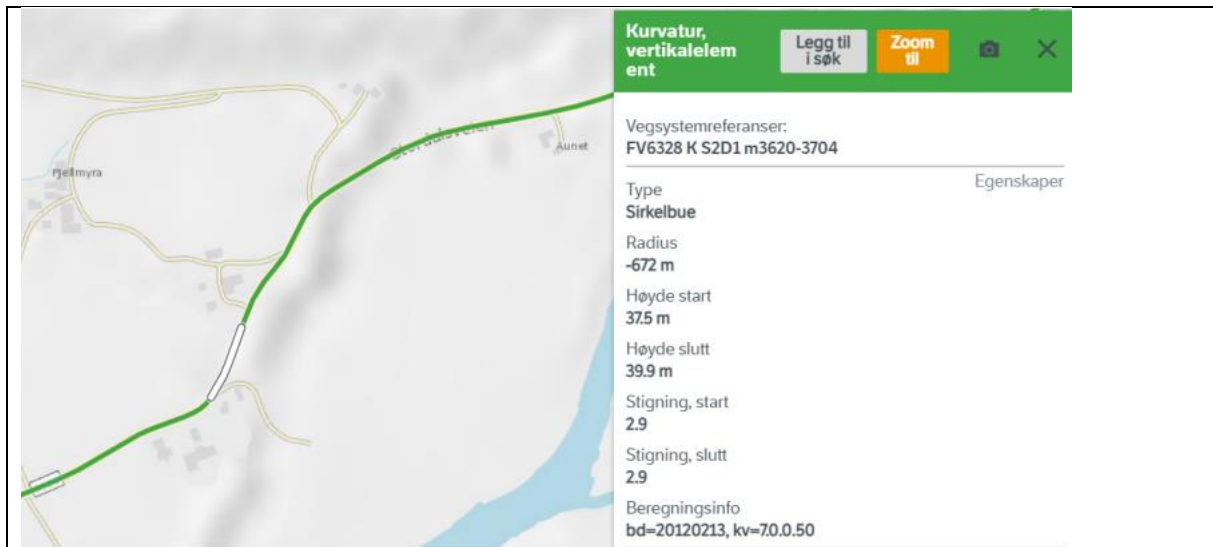 Kurvatur,
vertikalelem
ent
Legg til
i søk
Zoom
til
Vegsystemreferanser:
FV6328 K S2D1 m3620-3704
Egenskaper
Type
Sirkelbue
Radius
-672 m
Høyde start
37.5 m
Høyde slutt
39.9 m
Stigning, start
2.9
Stigning, slutt
2.9
Beregningsinfo
bd=20120213, kv=7.0.0.50
Stordalsveien
Aunet
Fjellmyra